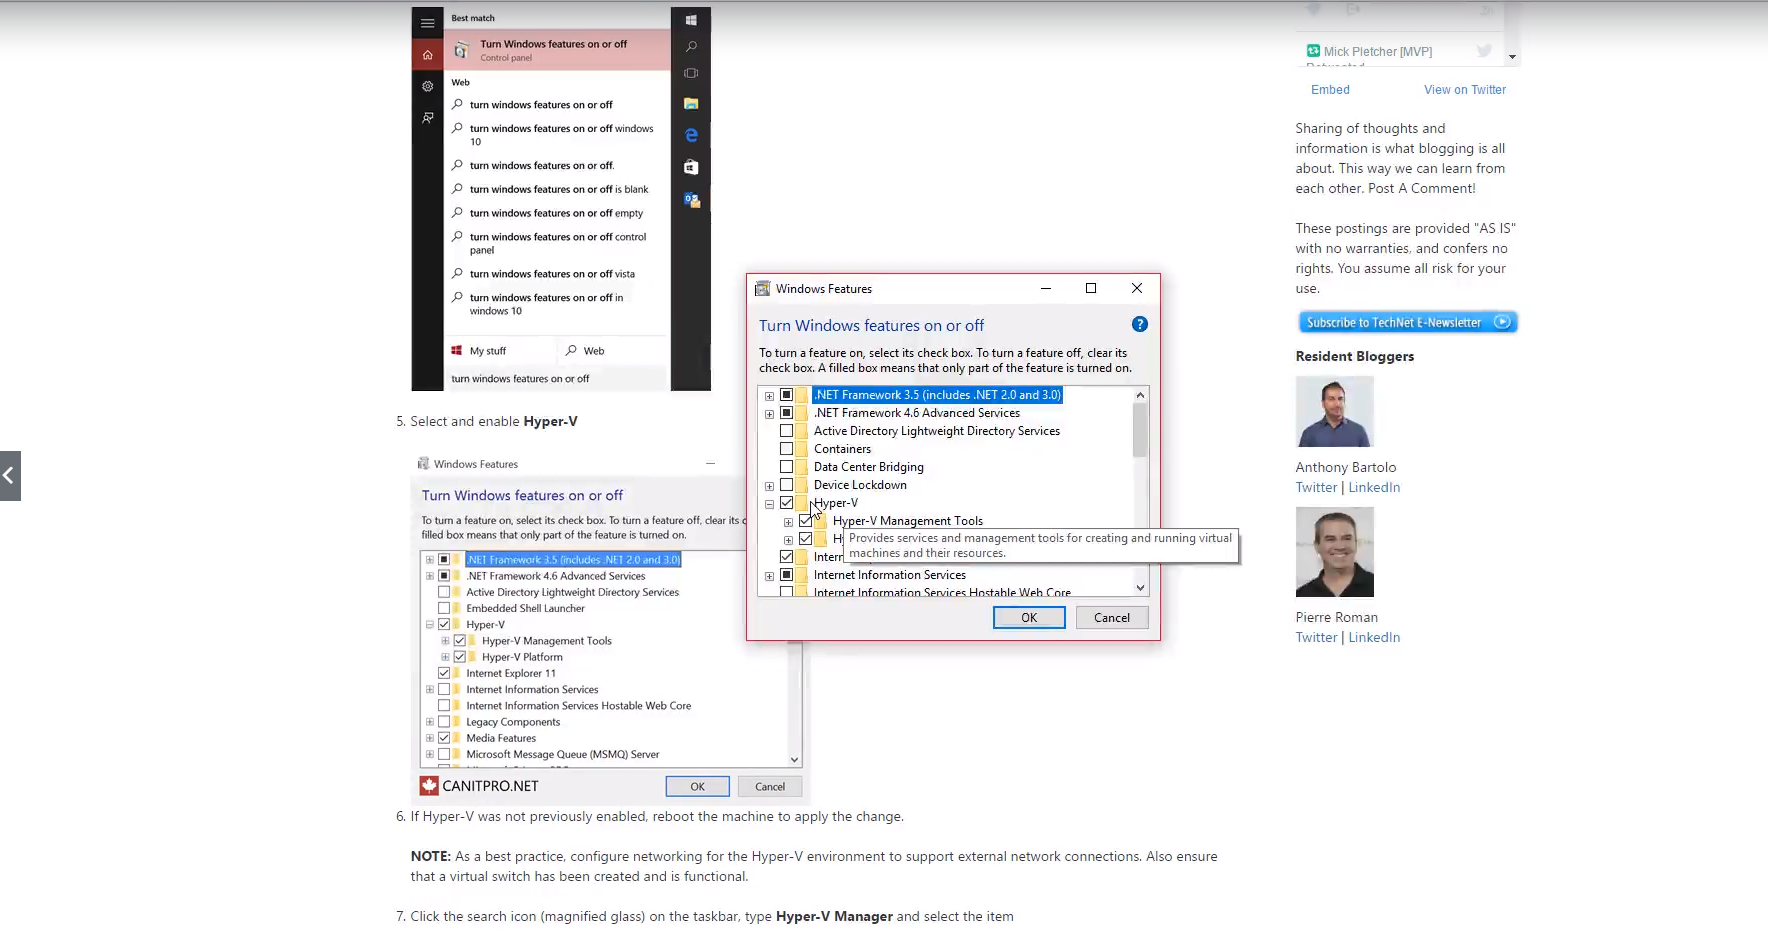 Best match
Turn Windows features on or off
Control panel
Web
turn windows features on or off
turn windows features on or off windows
10
turn windows features on or off.
turn windows features on or off is blank
turn windows features on or off empty
turn windows features on or off control
panel
turn windows features on or off vista
turn windows features on or off in
windows 10
My stuff
Web
turn windows features on or off
5. Select and enable Hyper-V
Windows Features
Turn Windows features on or off
To turn a feature on, select its check box. To turn a feature off, clear its
filled box means that only part of the feature is turned on.
.NET Framework 3.5 (includes .NET 2.0 and 3.0)
.NET Framework 4.6 Advanced Services
Active Directory Lightweight Directory Services
Embedded Shell Launcher
Hyper-V
Hyper-V Management Tools
Hyper-V Platform
Internet Explorer 11
Internet Information Services
Internet Information Services Hostable Web Core
Legacy Components
Media Features
Microsoft Message Queue (MSMQ) Server
CANITPRO.NET
OK
Cancel
Windows Features
Turn Windows features on or off
To turn a feature on, select its check box. To turn a feature off, clear its
check box. A filled box means that only part of the feature is turned on.
.NET Framework 3.5 (includes .NET 2.0 and 3.0)
.NET Framework 4.6 Advanced Services
Active Directory Lightweight Directory Services
Containers
Data Center Bridging
Device Lockdown
Hyper-V
Hyper-V Management Tools
Provides services and management tools for creating and running virtual
machines and their resources.
Internet Information Services
Internet Information Services Hostable Web Core
OK
Cancel
6. If Hyper-V was not previously enabled, reboot the machine to apply the change.
NOTE: As a best practice, configure networking for the Hyper-V environment to support external network connections. Also ensure
that a virtual switch has been created and is functional.
7. Click the search icon (magnified glass) on the taskbar, type Hyper-V Manager and select the item
Mick Pletcher [MVP]
Embed
View on Twitter
Sharing of thoughts and
information is what blogging is all
about. This way we can learn from
each other. Post A Comment!
These postings are provided "AS IS"
with no warranties, and confers no
rights. You assume all risk for your
use.
Subscribe to TechNet E-Newsletter
Resident Bloggers
Anthony Bartolo
Twitter | LinkedIn
Pierre Roman
Twitter | LinkedIn